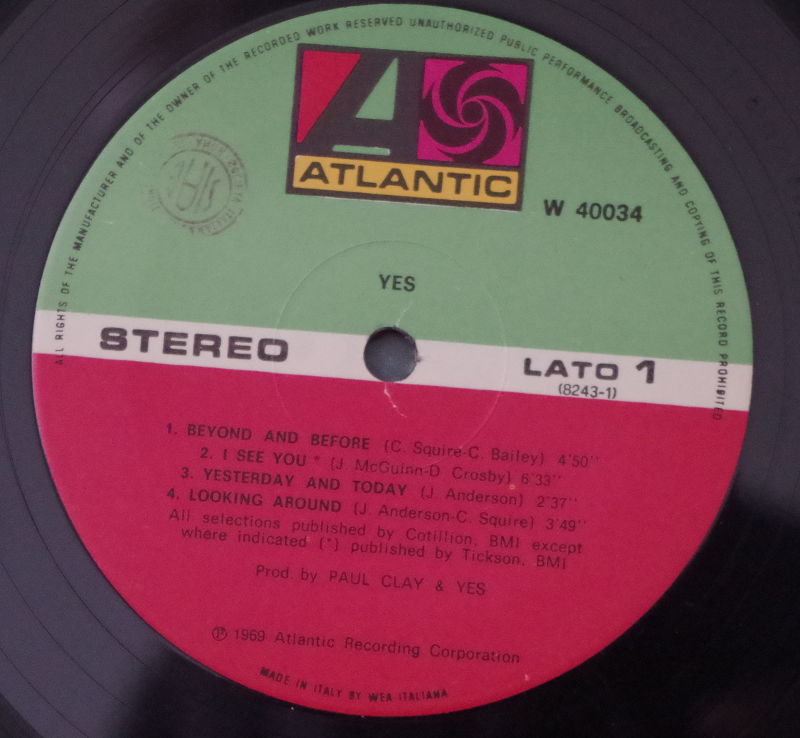 ALL RIGHTS OF THE MANUFACTURER AND OF THE OWNER OF THE RECORDED WORK RESERVED UNAUTHORIZED PUBLIC PERFORMANCE BROADCASTING AND COPYING OF THIS RECORD PROHIBITED
ATLANTIC
W 40034
YES
STEREO
LATO 1
(8243-1)
1. BEYOND AND BEFORE (C. Squire-C. Bailey) 4'50''
2. I SEE YOU * (J. McGuinn-D. Crosby) 6'33''
3. YESTERDAY AND TODAY (J. Anderson) 2'37''
4. LOOKING AROUND (J. Anderson-C. Squire) 3'49''
All selections published by Cotillion, BMI except
where indicated (*) published by Tickson, BMI
Prod. by PAUL CLAY & YES
℗ 1969 Atlantic Recording Corporation
MADE IN ITALY BY WEA ITALIANA